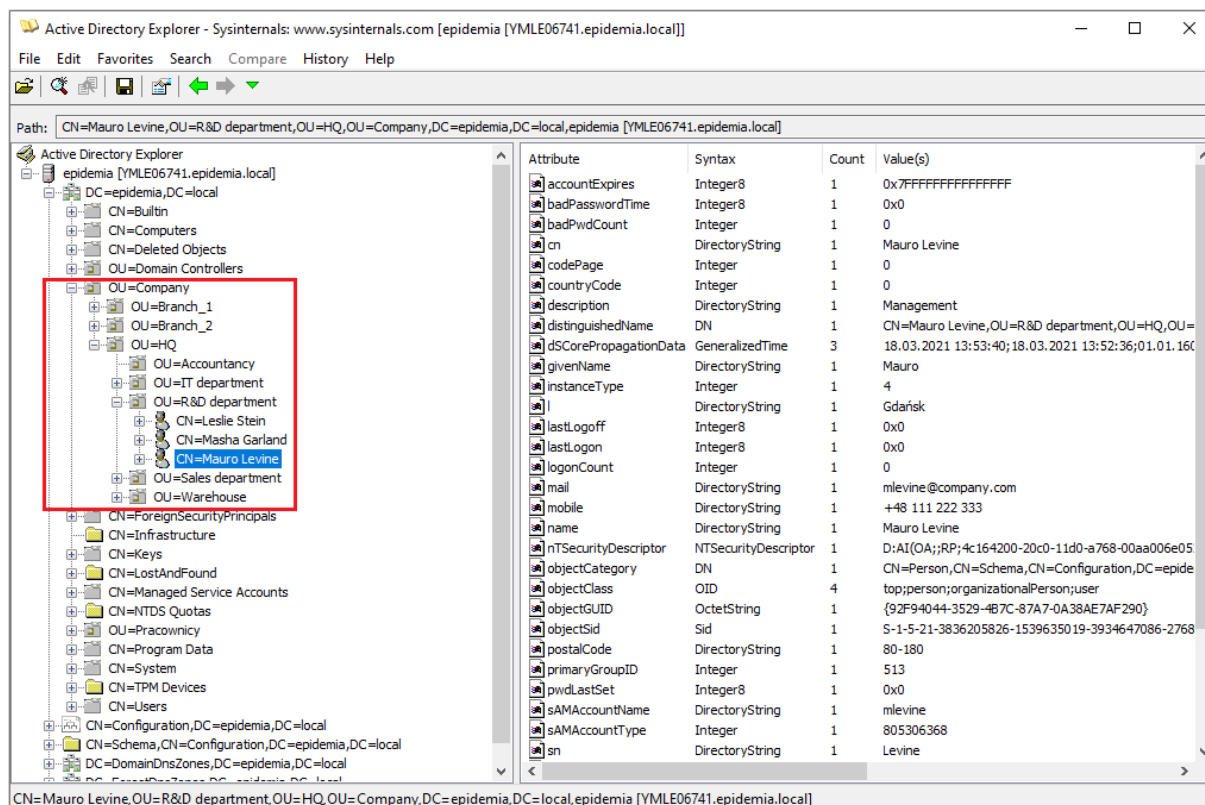 Active Directory Explorer - Sysinternals: www.sysinternals.com [epidemia [YMLE06741.epidemia.local]]
File Edit Favorites Search Compare History Help
Path: CN=Mauro Levine,OU=R&D department,OU=HQ,OU=Company,DC=epidemia,DC=local,epidemia [YMLE06741.epidemia.local]
Active Directory Explorer
epidemia [YMLE06741.epidemia.local]
DC=epidemia,DC=local
CN=Builtin
CN=Computers
CN=Deleted Objects
OU=Domain Controllers
OU=Company
OU=Branch_1
OU=Branch_2
OU=HQ
OU=Accountancy
OU=IT department
OU=R&D department
CN=Leslie Stein
CN=Masha Garland
CN=Mauro Levine
OU=Sales department
OU=Warehouse
CN=ForeignSecurityPrincipals
CN=Infrastructure
CN=Keys
CN=LostAndFound
CN=Managed Service Accounts
CN=NTDS Quotas
OU=Pracownicy
CN=Program Data
CN=System
CN=TPM Devices
CN=Users
CN=Configuration,DC=epidemia,DC=local
CN=Schema,CN=Configuration,DC=epidemia,DC=local
DC=DomainDnsZones,DC=epidemia,DC=local
DC=ForestDnsZones,DC=epidemia,DC=local
Attribute Syntax Count Value(s)
accountExpires Integer8 1 0x7FFFFFFFFFFFFFFF
badPasswordTime Integer8 1 0x0
badPwdCount Integer 1 0
cn DirectoryString 1 Mauro Levine
codePage Integer 1 0
countryCode Integer 1 0
description DirectoryString 1 Management
distinguishedName DN 1 CN=Mauro Levine,OU=R&D department,OU=HQ,OU=
dSCorePropagationData GeneralizedTime 3 18.03.2021 13:53:40;18.03.2021 13:52:36;01.01.160
givenName DirectoryString 1 Mauro
instanceType Integer 1 4
l DirectoryString 1 Gdańsk
lastLogoff Integer8 1 0x0
lastLogon Integer8 1 0x0
logonCount Integer 1 0
mail DirectoryString 1 mlevine@company.com
mobile DirectoryString 1 +48 111 222 333
name DirectoryString 1 Mauro Levine
nTSecurityDescriptor NTSecurityDescriptor 1 D:AI(OA;;RP;4c164200-20c0-11d0-a768-00aa006e05
objectCategory DN 1 CN=Person,CN=Schema,CN=Configuration,DC=epide
objectClass OID 4 top;person;organizationalPerson;user
objectGUID OctetString 1 {92F94044-3529-4B7C-87A7-0A38AE7AF290}
objectSid Sid 1 S-1-5-21-3836205826-1539635019-3934647086-2768
postalCode DirectoryString 1 80-180
primaryGroupID Integer 1 513
pwdLastSet Integer8 1 0x0
sAMAccountName DirectoryString 1 mlevine
sAMAccountType Integer 1 805306368
sn DirectoryString 1 Levine
CN=Mauro Levine,OU=R&D department,OU=HQ,OU=Company,DC=epidemia,DC=local,epidemia [YMLE06741.epidemia.local]